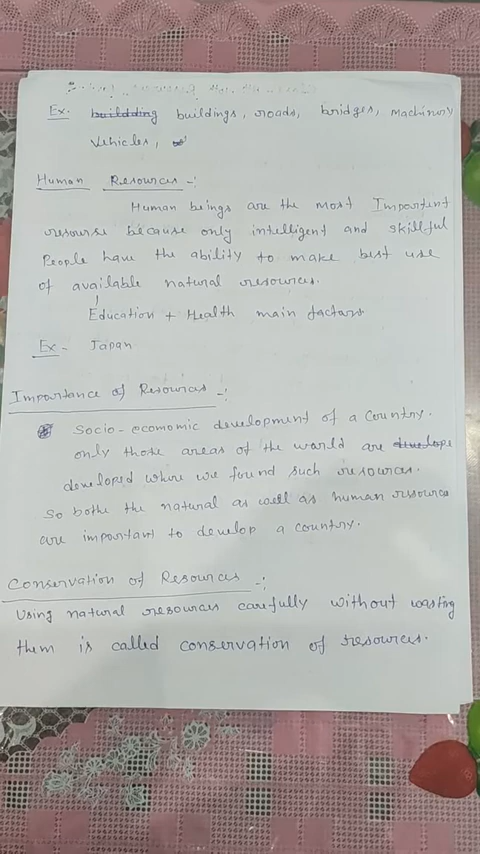 Ex. buildding buildings, roads, bridges, machinery
vehicles,
Human Resources -:
Human beings are the most Important
resourse because only intelligent and skillful
People have the ability to make best use
of available natural resources.
Education + Health main factors
Ex - Japan
Importance of Resources -:
Socio-economic development of a country.
only those areas of the world are develope
developed where we found such resources.
So bothe the natural as well as human resource
are important to develop a country.
Conservation of Resources -:
Using natural resources carefully without wasting
them is called conservation of resources.